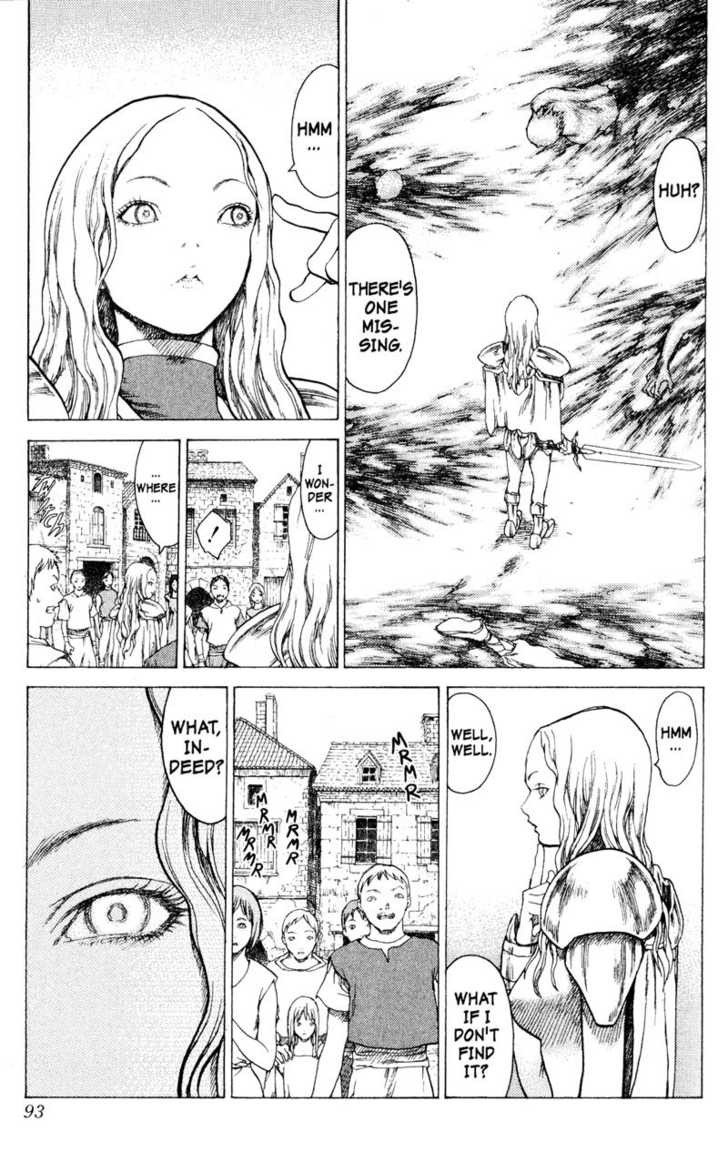 HUH?
THERE'S
ONE
MIS-
SING.
HMM
...
I
WON-
DER
...
!
...
WHERE
...
HMM
...
WELL,
WELL.
WHAT
IF I
DON'T
FIND
IT?
MRMR
MRMR
MRMR
MRMR
WHAT,
IN-
DEED?
93